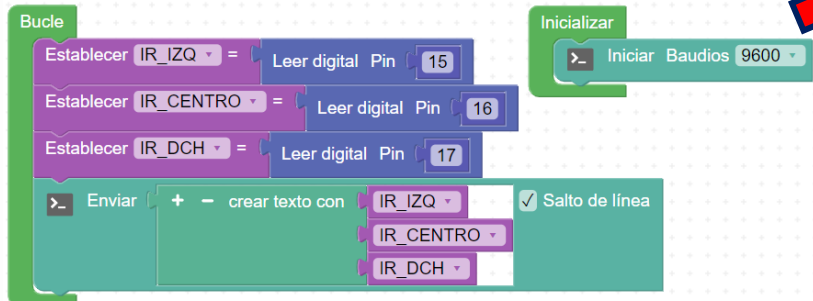 Bucle
Establecer IR_IZQ = Leer digital Pin 15
Establecer IR_CENTRO = Leer digital Pin 16
Establecer IR_DCH = Leer digital Pin 17
>_ Enviar + - crear texto con IR_IZQ ✓ Salto de línea
IR_CENTRO
IR_DCH
Inicializar
>_ Iniciar Baudios 9600